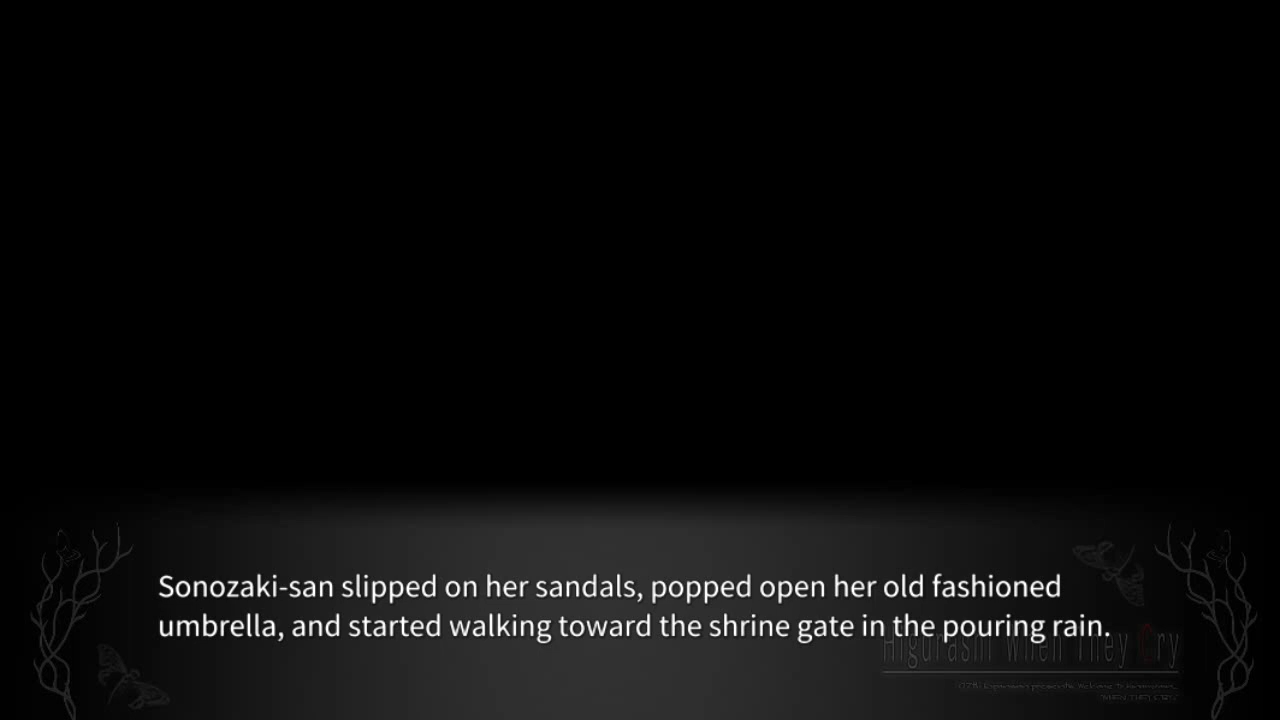 Sonozaki-san slipped on her sandals, popped open her old fashioned
umbrella, and started walking toward the shrine gate in the pouring rain.
Higurashi When They Cry